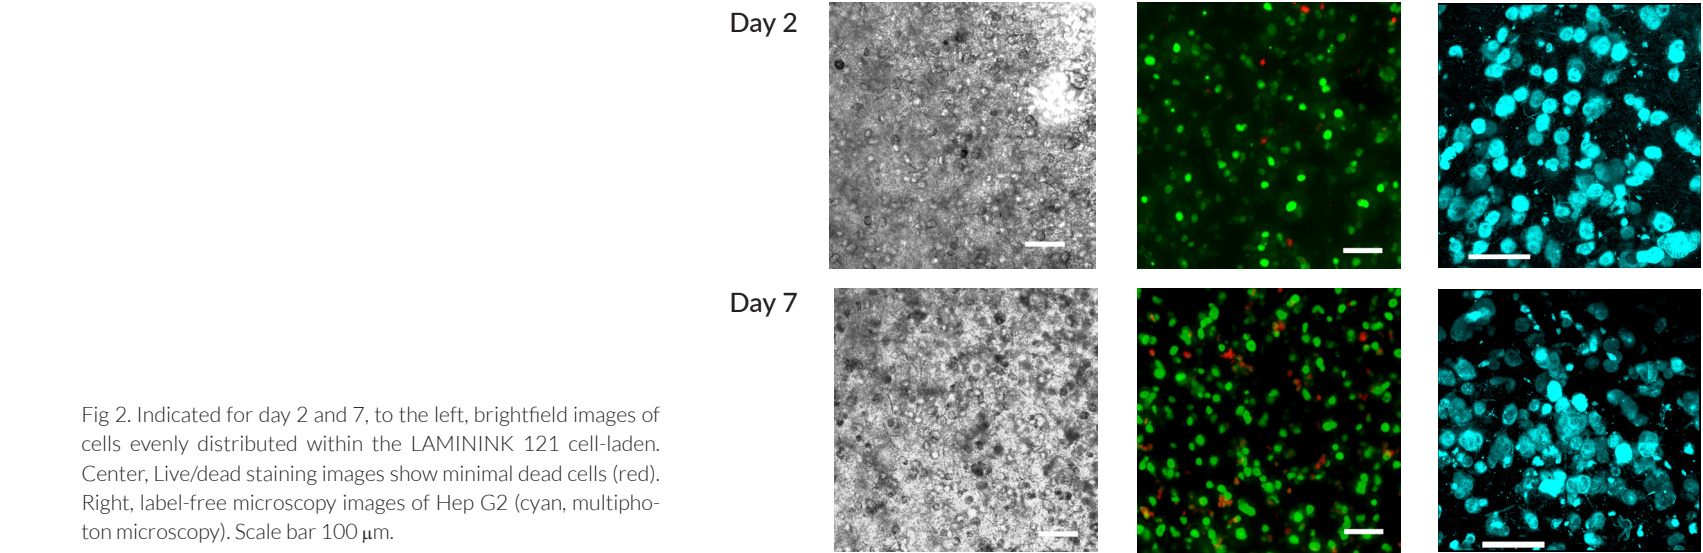 Day 2
Day 7
Fig 2. Indicated for day 2 and 7, to the left, brightfield images of
cells evenly distributed within the LAMININK 121 cell-laden.
Center, Live/dead staining images show minimal dead cells (red).
Right, label-free microscopy images of Hep G2 (cyan, multipho-
ton microscopy). Scale bar 100 μm.